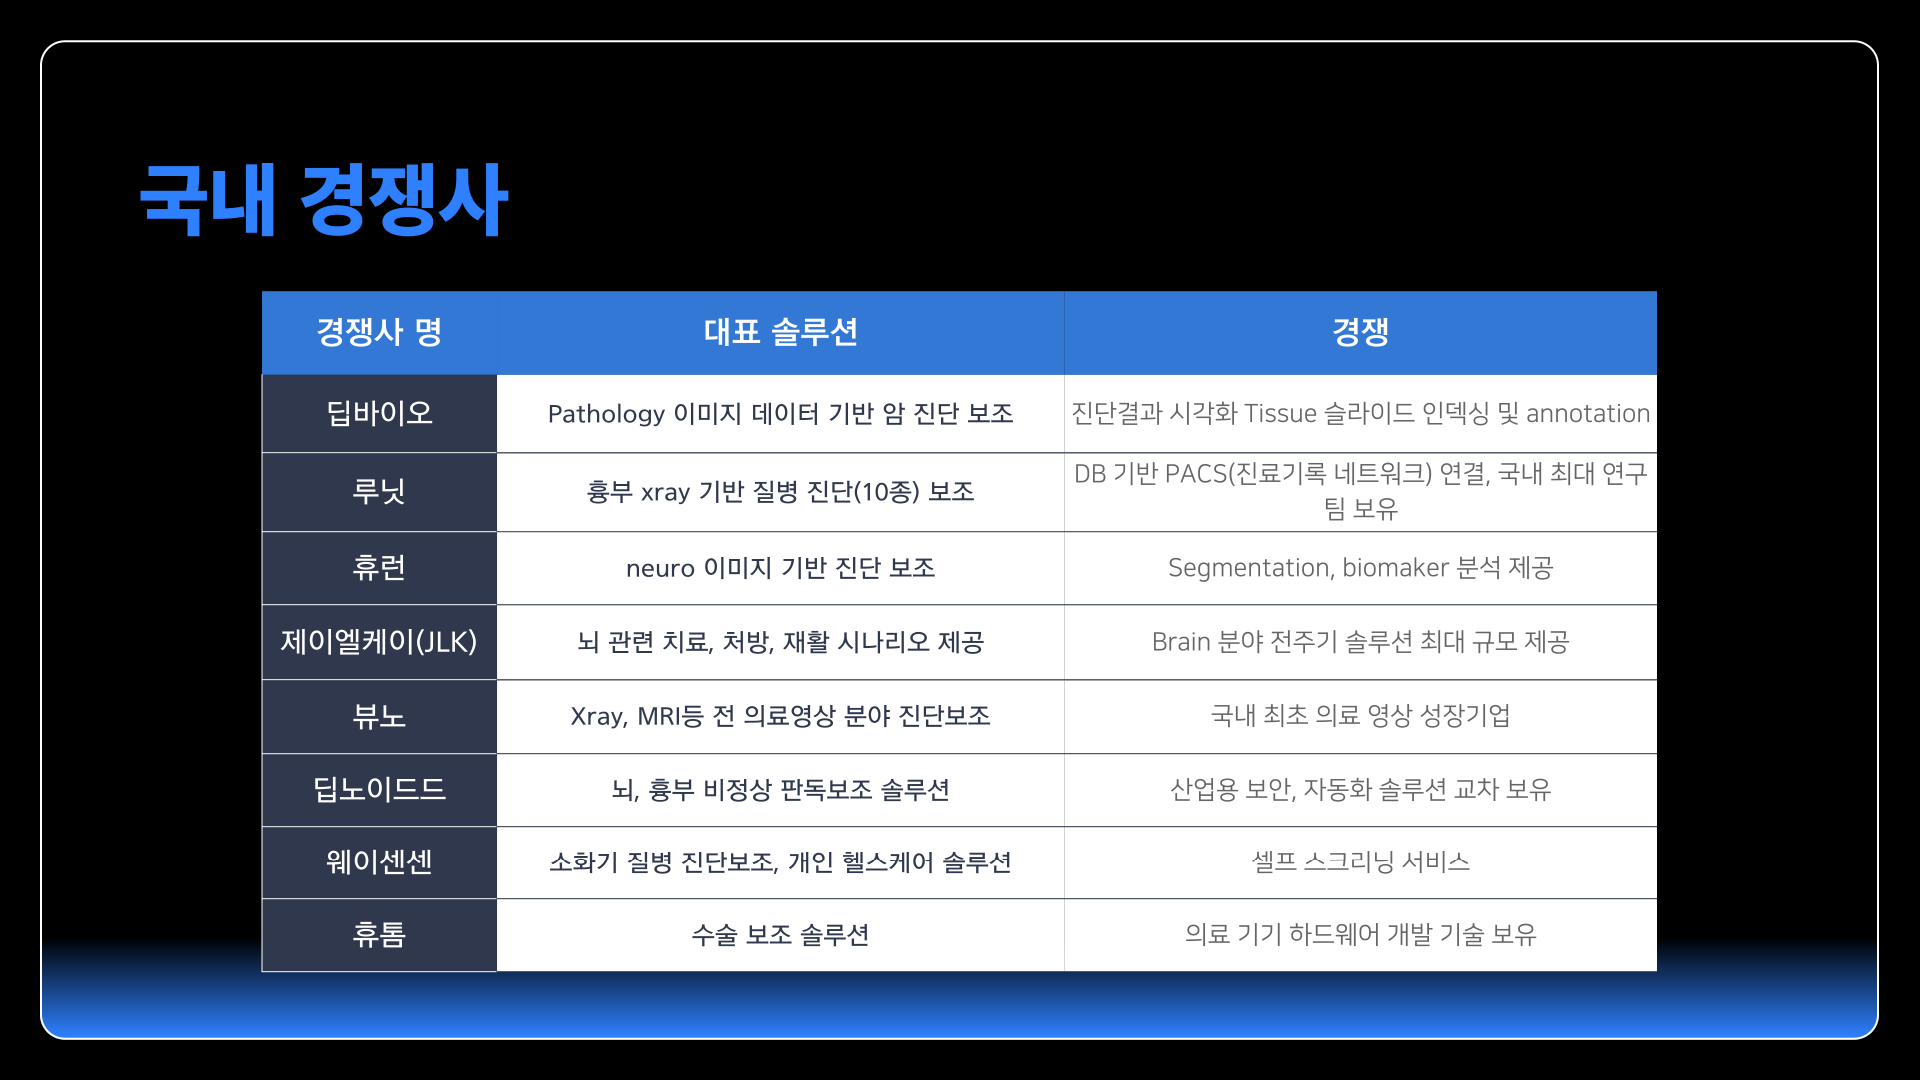 국내 경쟁사
경쟁사 명 대표 솔루션 경쟁
딥바이오 Pathology 이미지 데이터 기반 암 진단 보조 진단결과 시각화 Tissue 슬라이드 인덱싱 및 annotation
루닛 흉부 xray 기반 질병 진단(10종) 보조 DB 기반 PACS(진료기록 네트워크) 연결, 국내 최대 연구
팀 보유
휴런 neuro 이미지 기반 진단 보조 Segmentation, biomaker 분석 제공
제이엘케이(JLK) 뇌 관련 치료, 처방, 재활 시나리오 제공 Brain 분야 전주기 솔루션 최대 규모 제공
뷰노 Xray, MRI등 전 의료영상 분야 진단보조 국내 최초 의료 영상 성장기업
딥노이드드 뇌, 흉부 비정상 판독보조 솔루션 산업용 보안, 자동화 솔루션 교차 보유
웨이센센 소화기 질병 진단보조, 개인 헬스케어 솔루션 셀프 스크리닝 서비스
휴톰 수술 보조 솔루션 의료 기기 하드웨어 개발 기술 보유